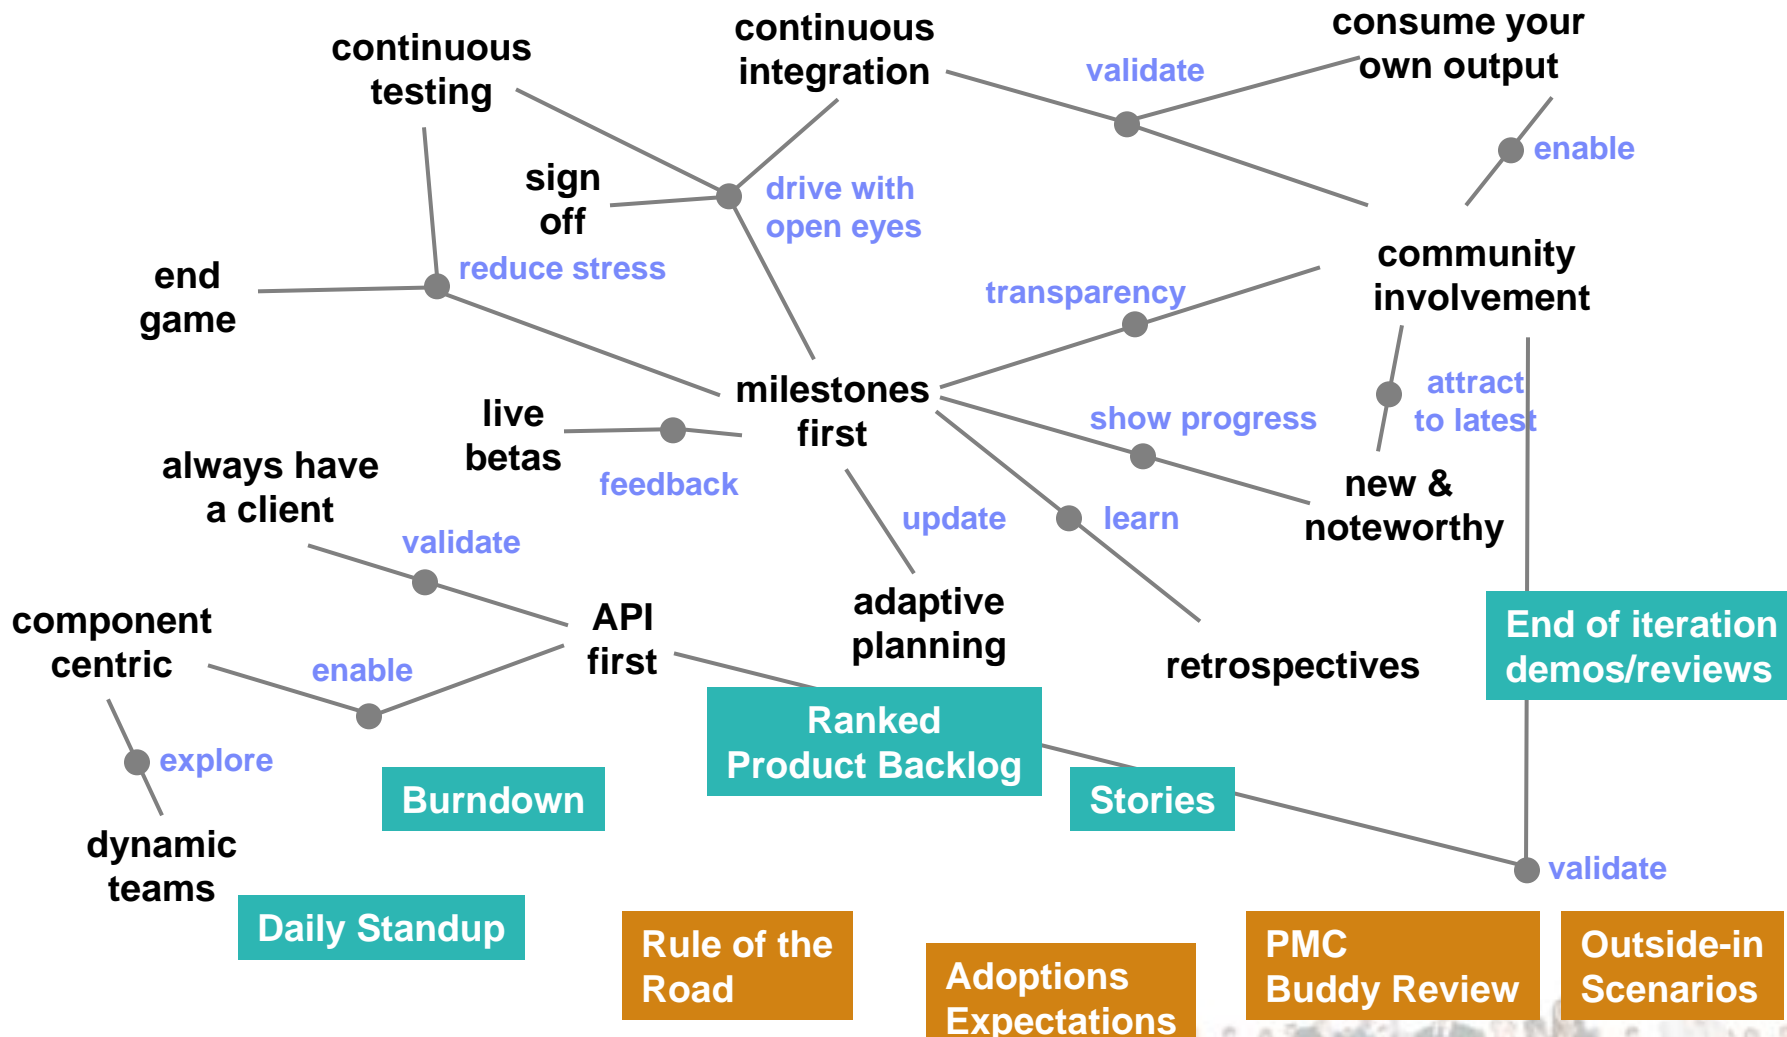 continuous
testing
continuous
integration
consume your
own output
validate
enable
sign
off
drive with
open eyes
reduce stress
end
game
community
involvement
transparency
milestones
first
live
betas
feedback
show progress
attract
to latest
always have
a client
new &
noteworthy
update
learn
validate
component
centric
API
first
adaptive
planning
retrospectives
End of iteration
demos/reviews
enable
explore
Ranked
Product Backlog
Burndown
Stories
dynamic
teams
validate
Daily Standup
Rule of the
Road
Adoptions
Expectations
PMC
Buddy Review
Outside-in
Scenarios